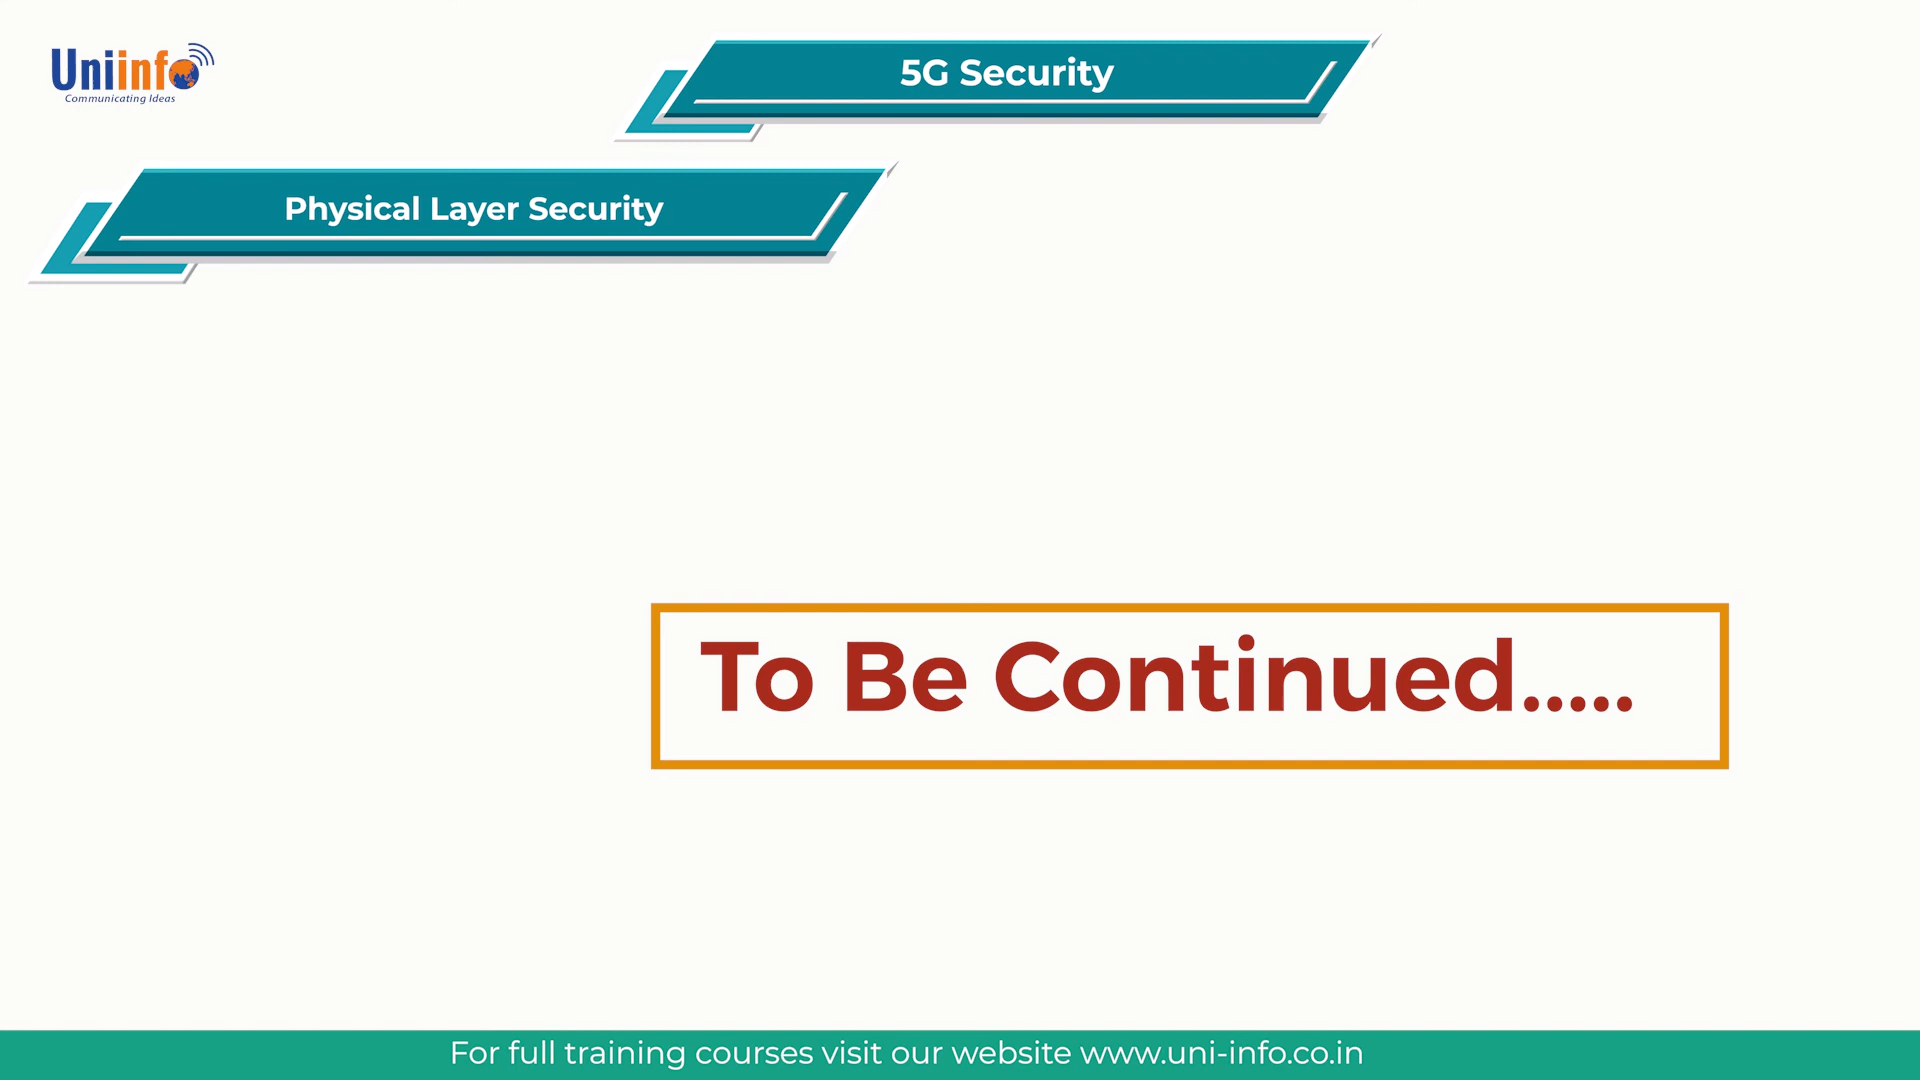 Uniinfo
Communicating Ideas
5G Security
Physical Layer Security
To Be Continued.....
For full training courses visit our website www.uni-info.co.in